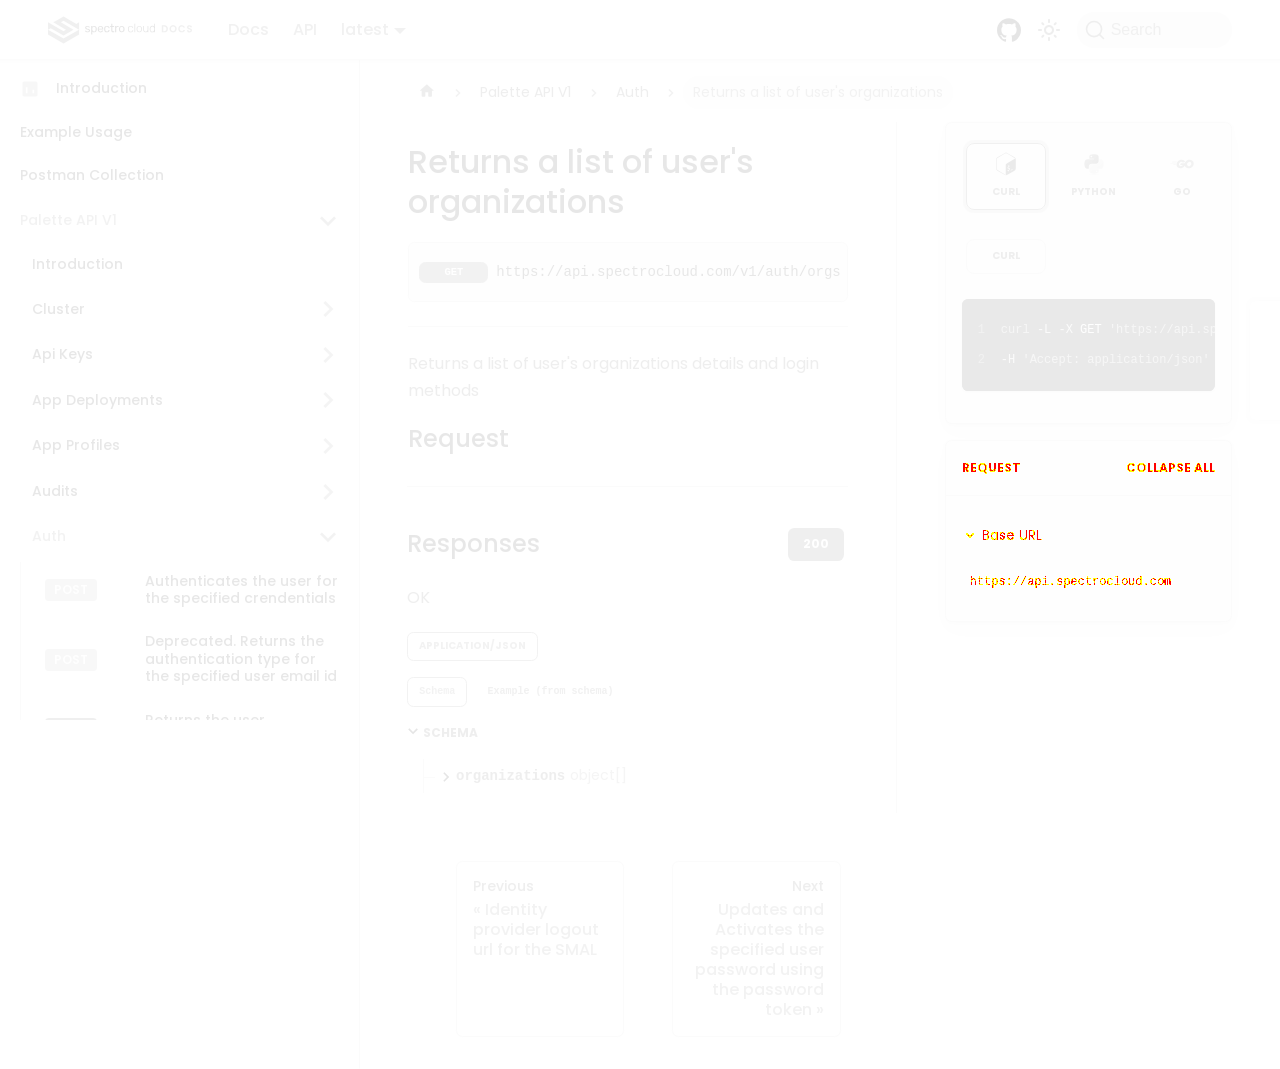 spectro cloud DOCS
Docs
API
latest
Search
Introduction
Example Usage
Postman Collection
Palette API V1
Introduction
Cluster
Api Keys
App Deployments
App Profiles
Audits
Auth
POST
Authenticates the user for
the specified crendentials
POST
Deprecated. Returns the
authentication type for
the specified user email id
Returns the user
Palette API V1
Auth
Returns a list of user's organizations
Returns a list of user's
organizations
GET
https://api.spectrocloud.com/v1/auth/orgs
Returns a list of user's organizations details and login
methods
Request
Responses
200
OK
APPLICATION/JSON
Schema
Example (from schema)
SCHEMA
organizations object[]
Previous
« Identity
provider logout
url for the SMAL
Next
Updates and
Activates the
specified user
password using
the password
token »
CURL
PYTHON
GO
GO
CURL
1 curl -L -X GET 'https://api.sp
2 -H 'Accept: application/json'
REQUEST
COLLAPSE ALL
Base URL
https://api.spectrocloud.com